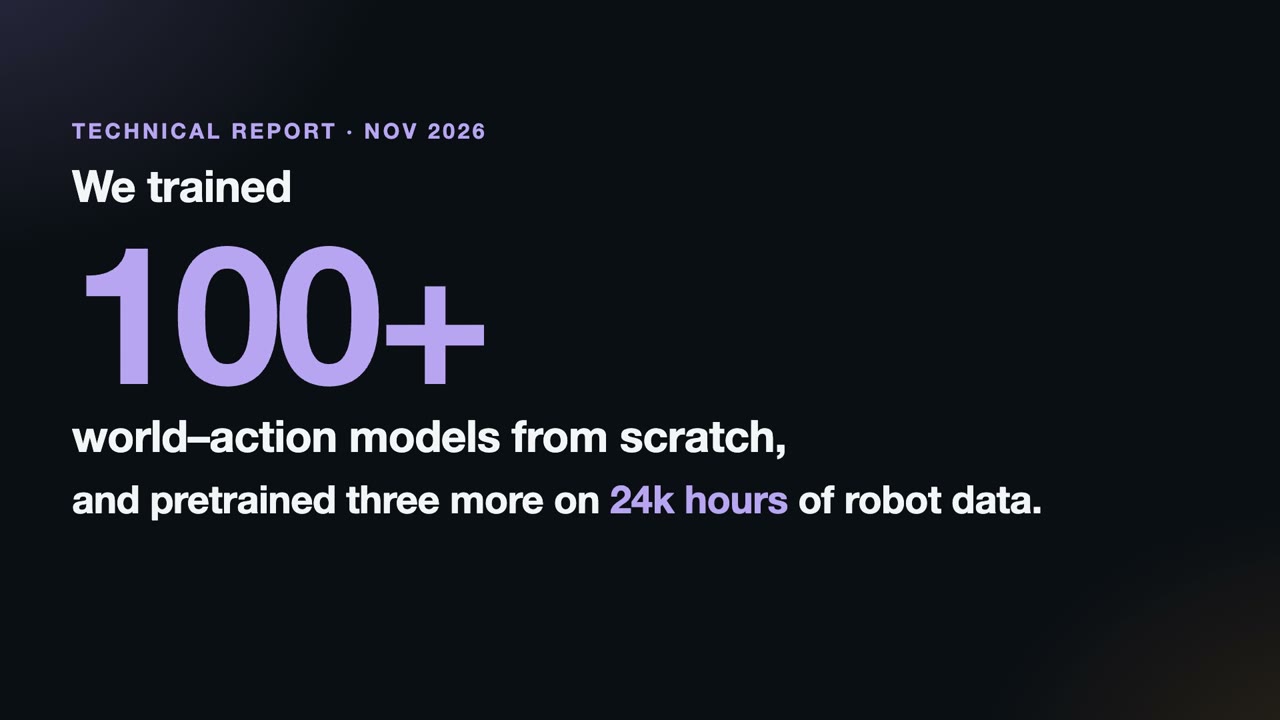 TECHNICAL REPORT · NOV 2026
We trained
100+
world–action models from scratch,
and pretrained three more on 24k hours of robot data.